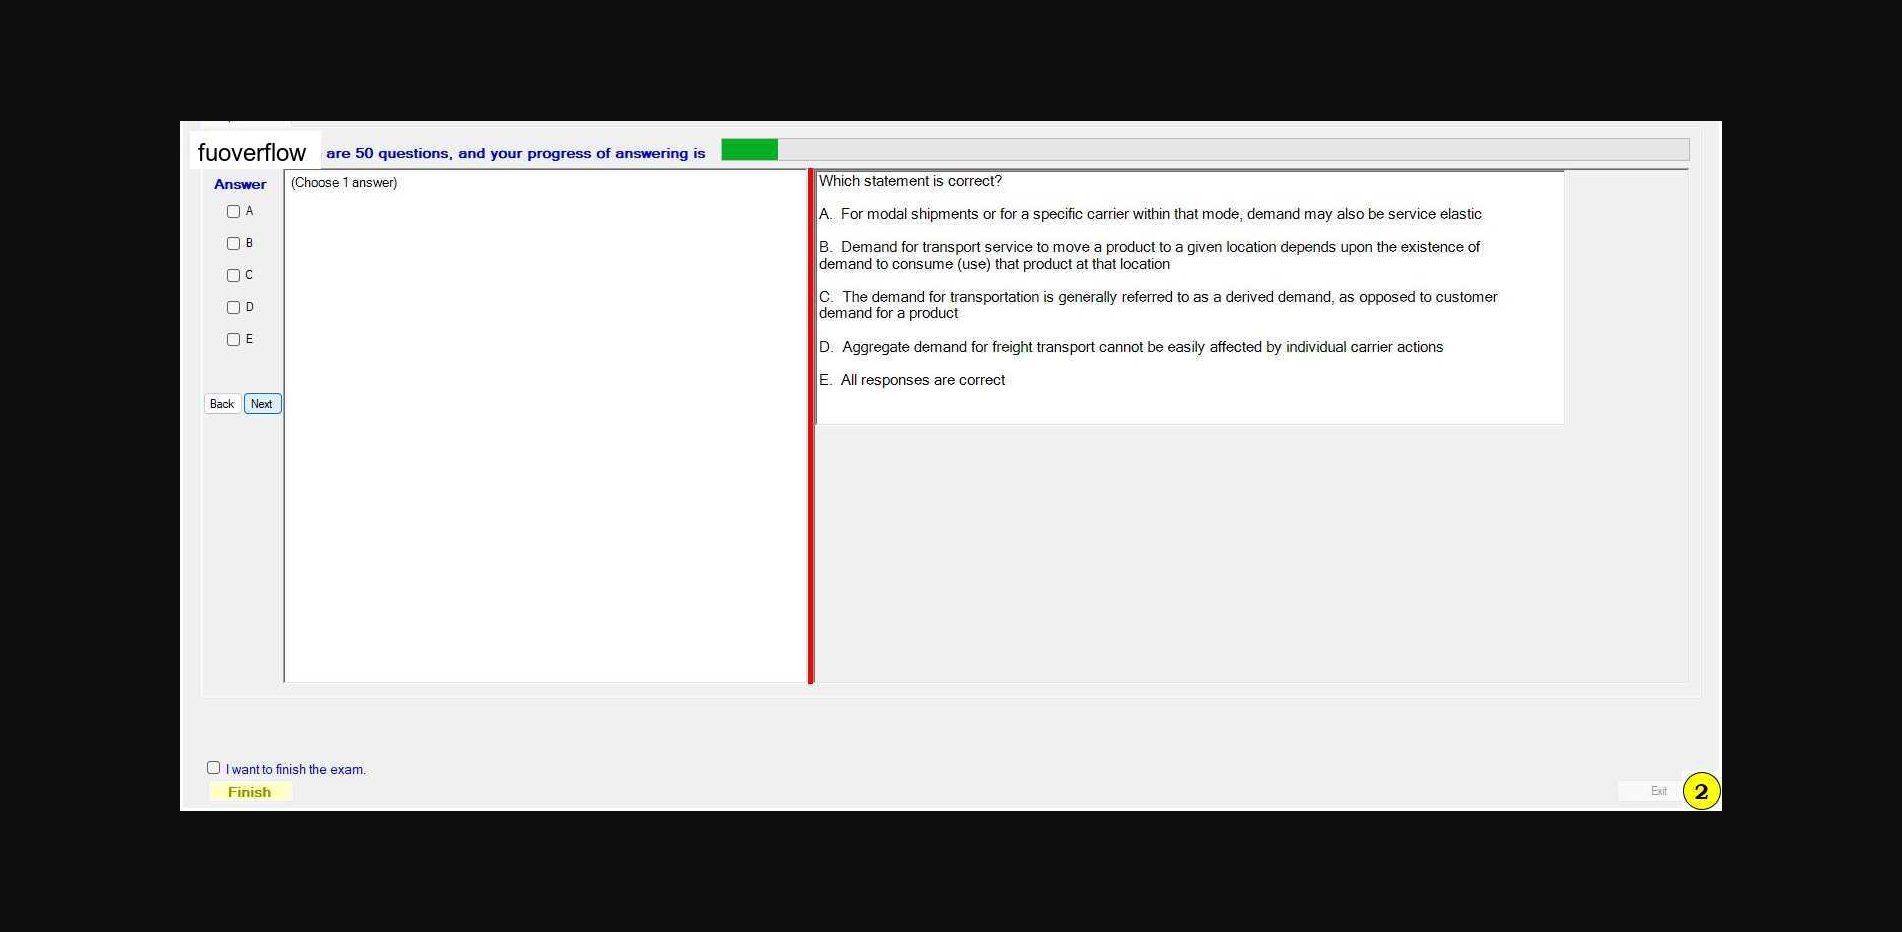 fuoverflow are 50 questions, and your progress of answering is
Answer
A
B
C
D
E
Back Next
(Choose 1 answer)
Which statement is correct?
A. For modal shipments or for a specific carrier within that mode, demand may also be service elastic
B. Demand for transport service to move a product to a given location depends upon the existence of
demand to consume (use) that product at that location
C. The demand for transportation is generally referred to as a derived demand, as opposed to customer
demand for a product
D. Aggregate demand for freight transport cannot be easily affected by individual carrier actions
E. All responses are correct
I want to finish the exam.
Finish
Exit
2